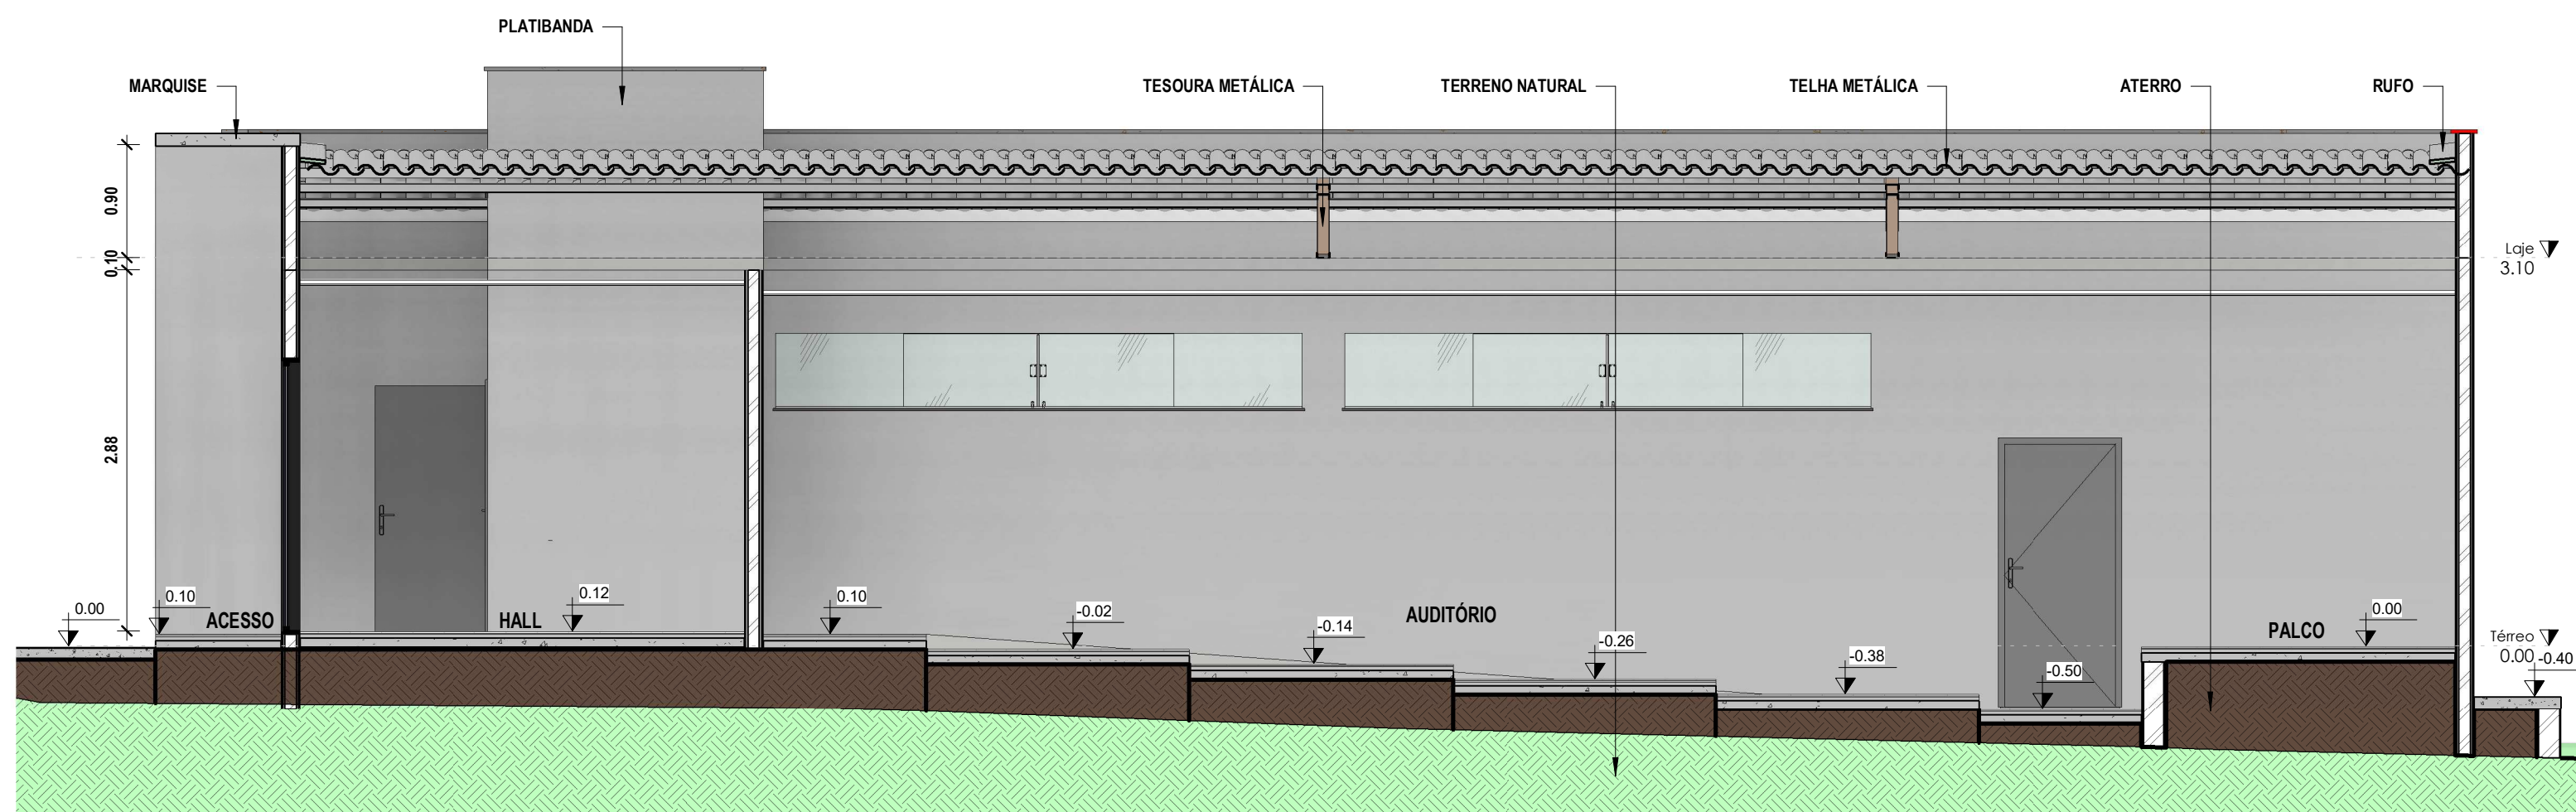 PLATIBANDA
MARQUISE
TESOURA METÁLICA
TERRENO NATURAL
TELHA METÁLICA
ATERRO
RUFO
0.90
0.10
2.88
Laje
3.10
0.00
0.10
ACESSO
HALL
0.12
0.10
-0.02
-0.14
AUDITÓRIO
-0.26
-0.38
-0.50
PALCO
0.00
Térreo
0.00
-0.40